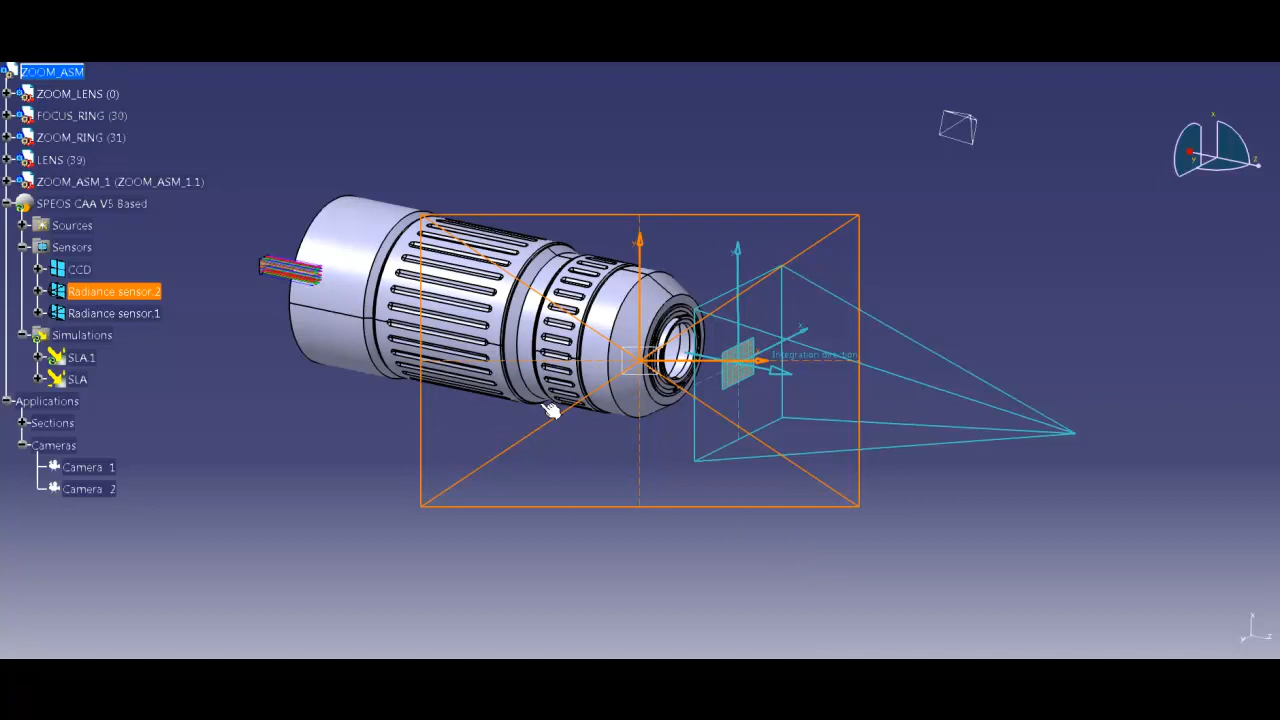 ZOOM_ASM
ZOOM_LENS (0)
FOCUS_RING (30)
ZOOM_RING (31)
LENS (39)
ZOOM_ASM_1 (ZOOM_ASM_1.1)
SPEOS CAA V5 Based
Sources
Sensors
CCD
Radiance sensor.2
Radiance sensor.1
Simulations
SLA.1
SLA
Applications
Sections
Cameras
Camera 1
Camera 2
Integration direction
x
y
z